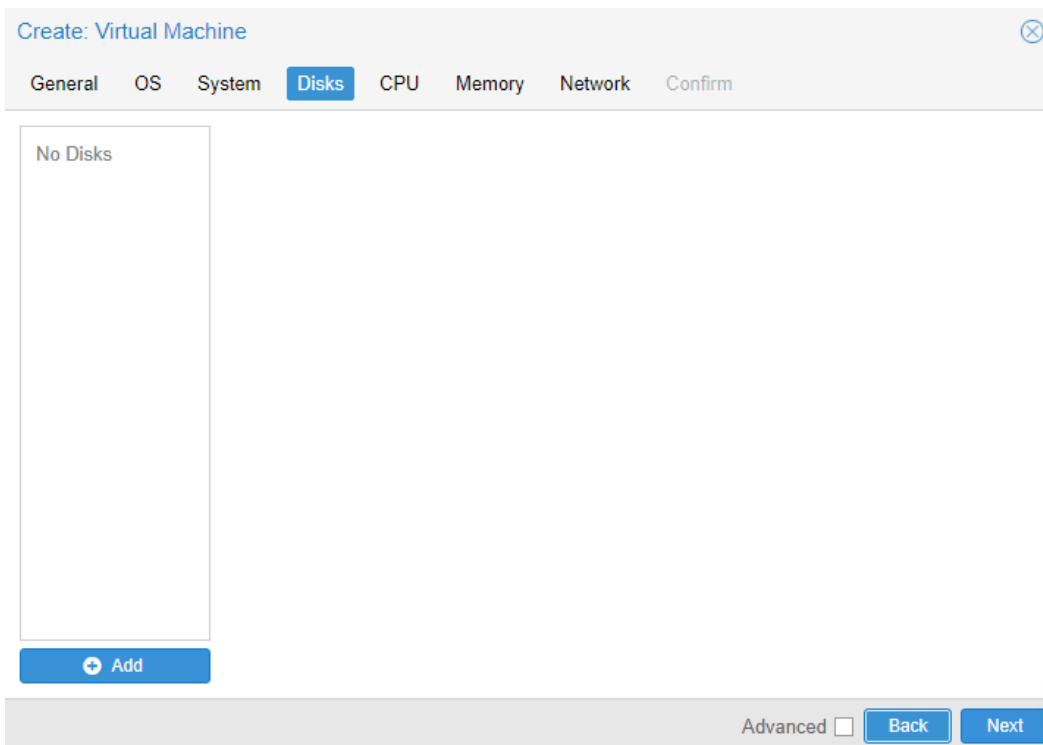 Create: Virtual Machine
General OS System Disks CPU Memory Network Confirm
No Disks
Add
Advanced Back Next